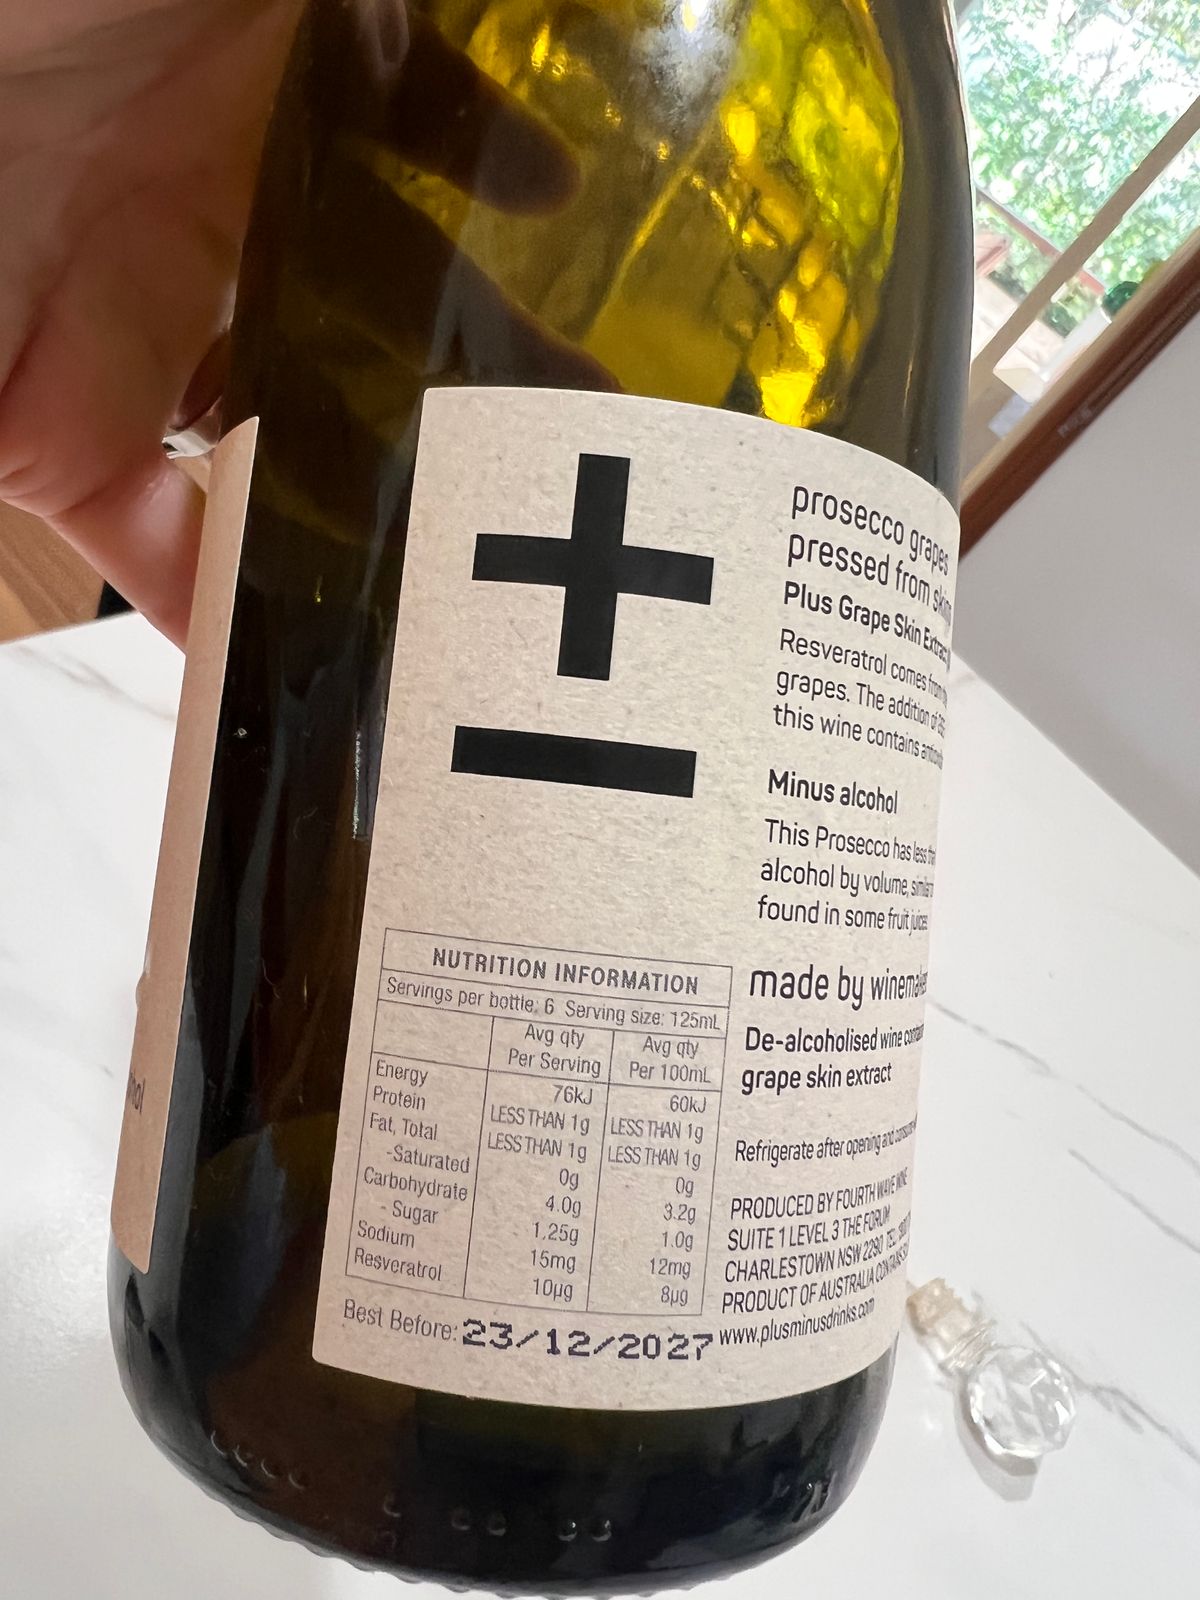 ±
prosecco grapes
pressed from skins
Plus Grape Skin Extract
Resveratrol comes from the
grapes. The addition of
this wine contains
Minus alcohol
This Prosecco has less
alcohol by volume,
found in some fruit juices
made by
De-alcoholised wine
grape skin extract
Refrigerate after opening and
PRODUCED BY FOURTH WAVE WINE
SUITE 1 LEVEL 3 THE FORUM
CHARLESTOWN NSW 2290 TEL:
PRODUCT OF AUSTRALIA
www.plusminusdrinks.com
NUTRITION INFORMATION
Servings per bottle: 6 Serving size: 125mL
Avg qty Per Serving Avg qty Per 100mL
Energy 76kJ 60kJ
Protein LESS THAN 1g LESS THAN 1g
Fat, Total LESS THAN 1g LESS THAN 1g
-Saturated 0g 0g
Carbohydrate 4.0g 3.2g
- Sugar 1.25g 1.0g
Sodium 15mg 12mg
Resveratrol 10µg 8µg
Best Before: 23/12/2027